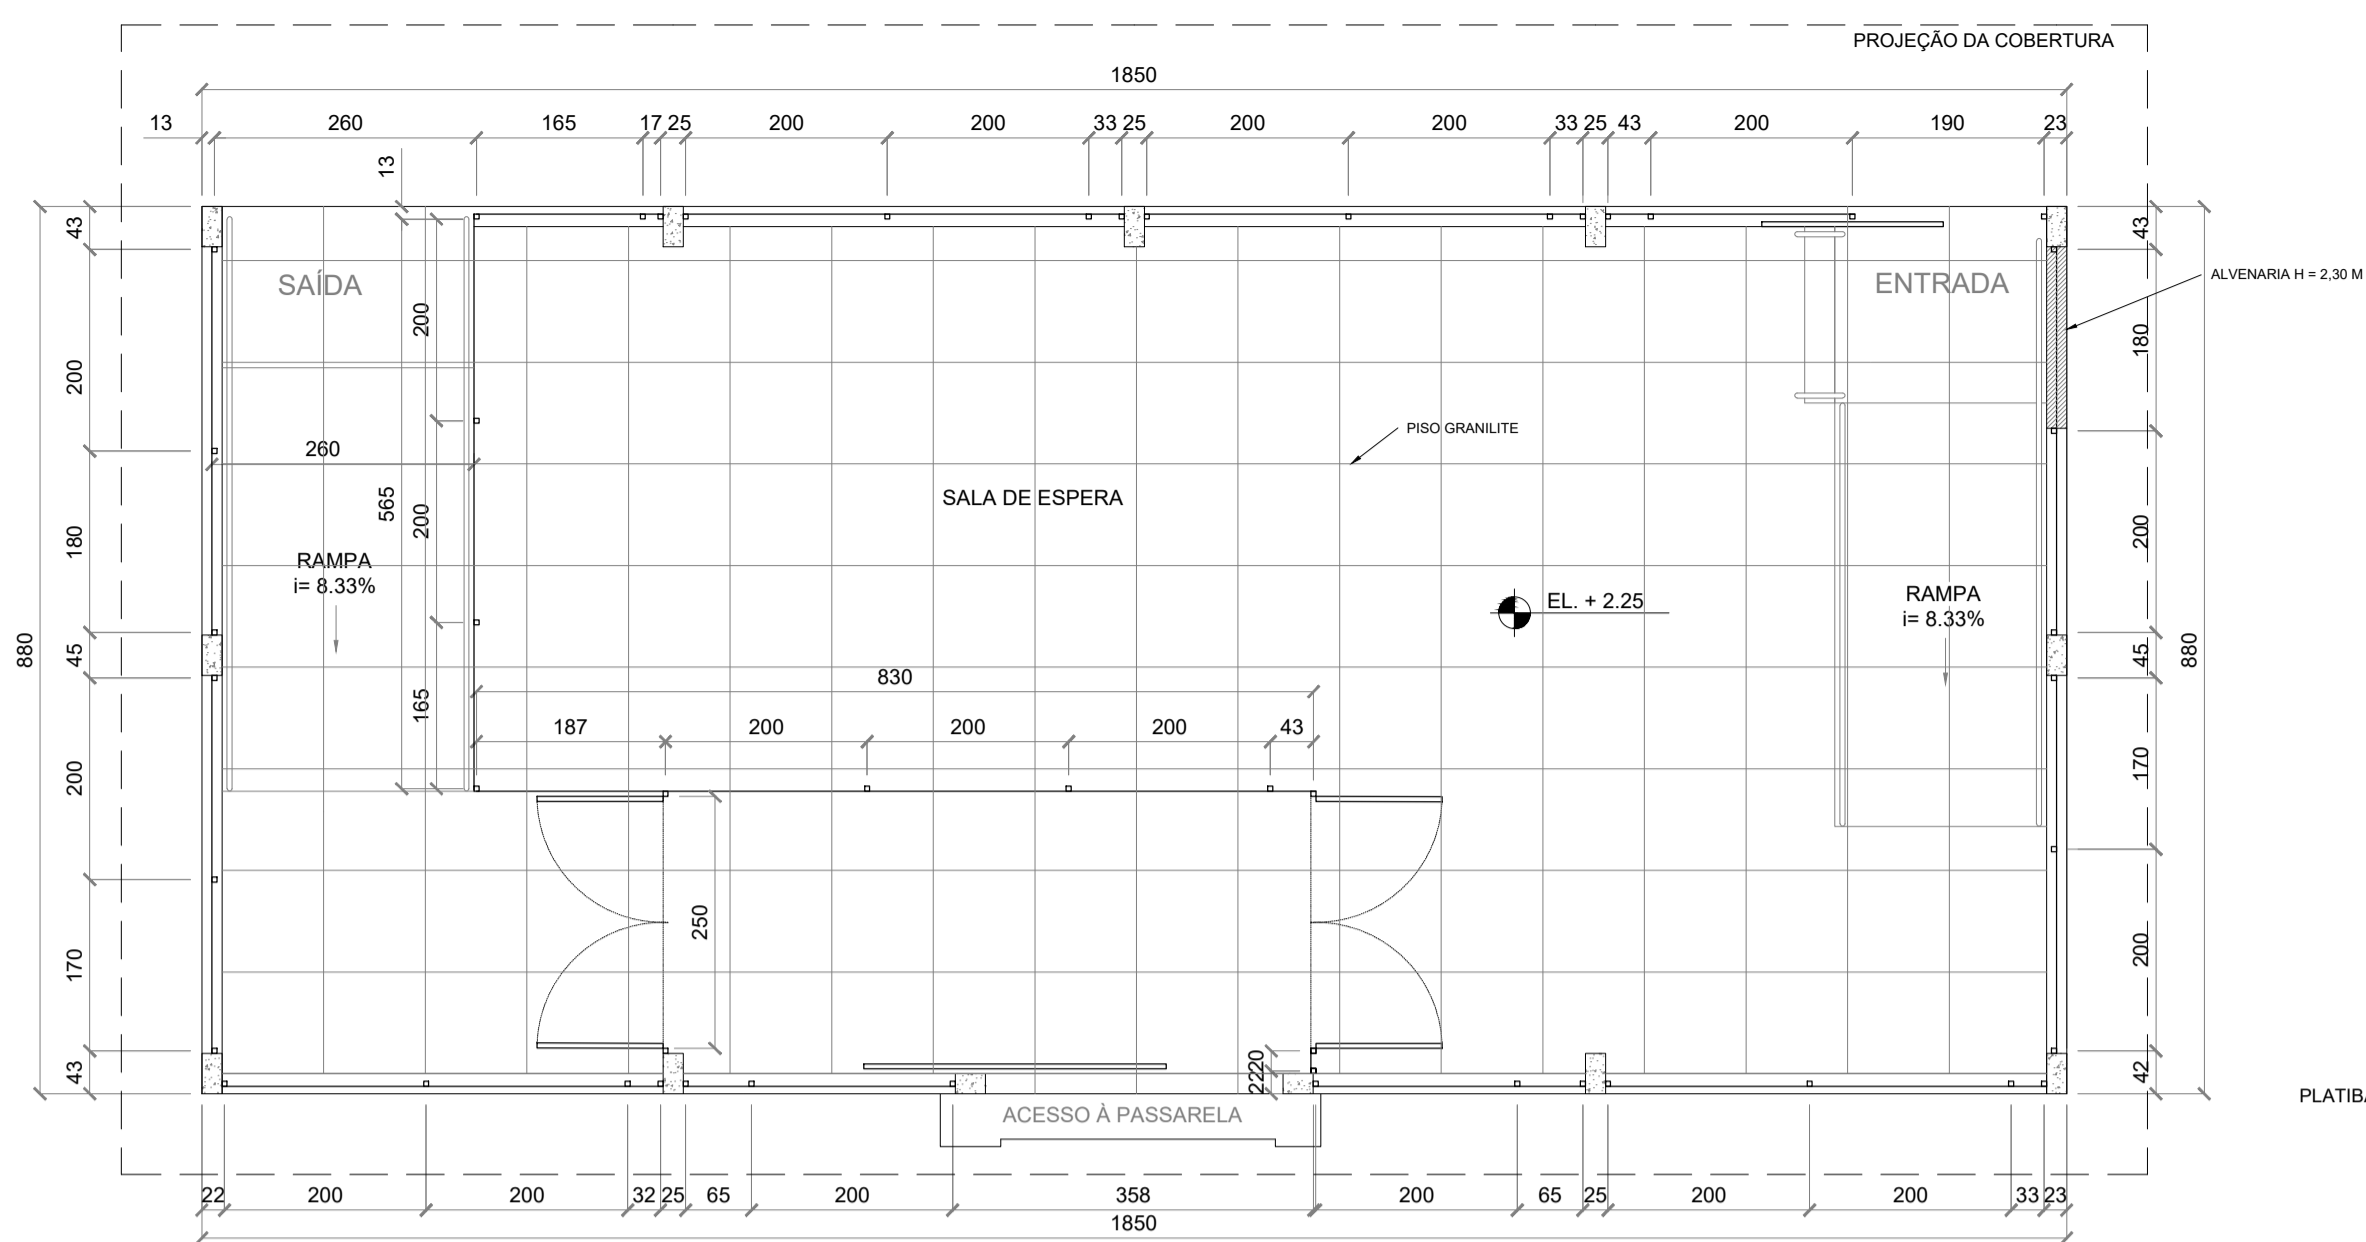 PROJEÇÃO DA COBERTURA
1850
13 260 165 17 25 200 200 33 25 200 200 33 25 43 200 190 23
13
43
200
180
45
200
170
43
880
SAÍDA
ENTRADA
ALVENARIA H = 2,30 M
43
180
200
45
170
200
42
880
200
200
165
565
260
PISO GRANILITE
SALA DE ESPERA
RAMPA
i= 8.33%
EL. + 2.25
RAMPA
i= 8.33%
830
187 200 200 200 43
250
20
22
ACESSO À PASSARELA
PLATIBA
22 200 200 32 25 65 200 358 200 65 25 200 200 33 23
1850